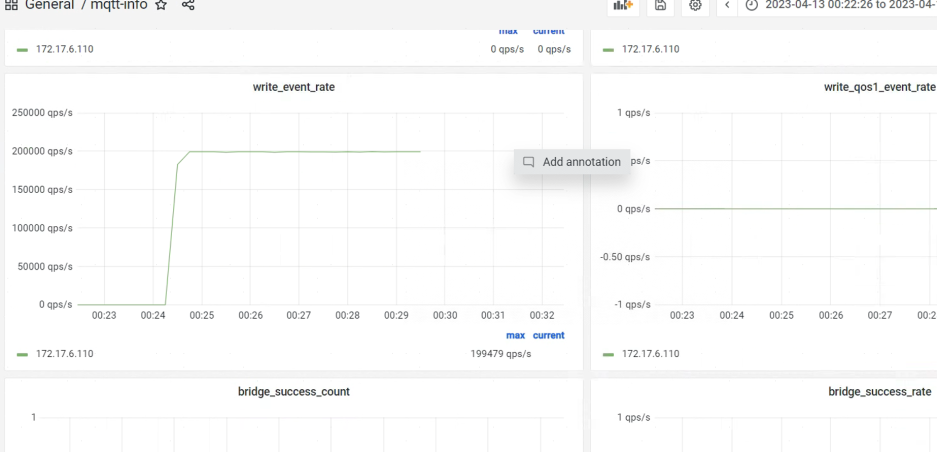 General / mqtt-info
2023-04-13 00:22:26 to 2023-04-
max current
172.17.6.110 0 qps/s 0 qps/s
172.17.6.110
write_event_rate
250000 qps/s
200000 qps/s
150000 qps/s
100000 qps/s
50000 qps/s
0 qps/s
00:23 00:24 00:25 00:26 00:27 00:28 00:29 00:30 00:31 00:32
max current
172.17.6.110 199479 qps/s
Add annotation
write_qos1_event_rate
1 qps/s
ps/s
0 qps/s
-0.50 qps/s
-1 qps/s
00:23 00:24 00:25 00:26 00:27 00:2
172.17.6.110
bridge_success_count
1
bridge_success_rate
1 qps/s